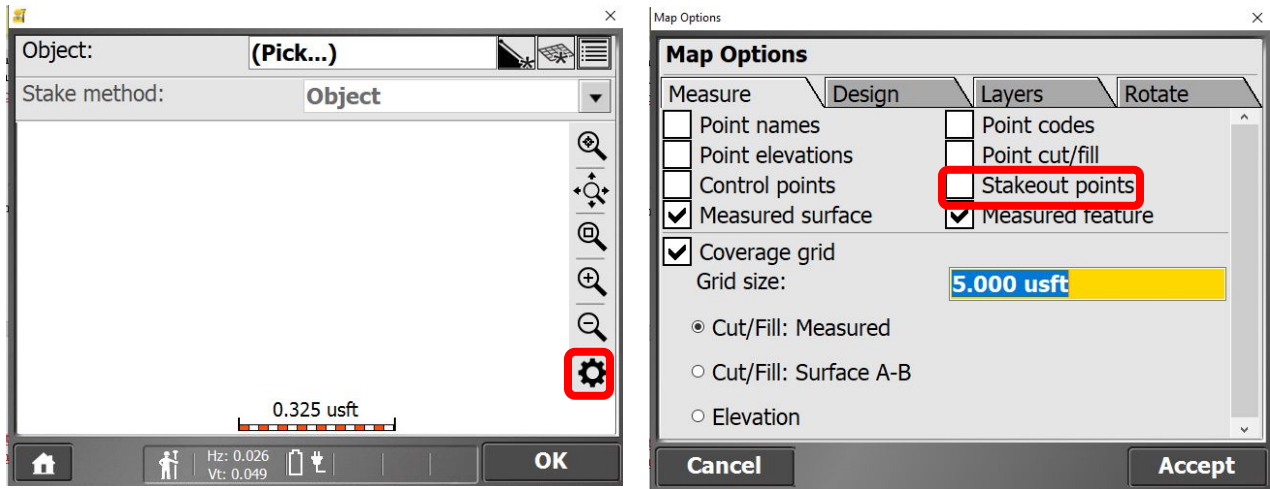 Object:
(Pick...)
Stake method:
Object
0.325 usft
Hz: 0.026
Vt: 0.049
OK
Map Options
Map Options
Measure
Design
Layers
Rotate
Point names
Point codes
Point elevations
Point cut/fill
Control points
Stakeout points
Measured surface
Measured feature
Coverage grid
Grid size:
5.000 usft
Cut/Fill: Measured
Cut/Fill: Surface A-B
Elevation
Cancel
Accept